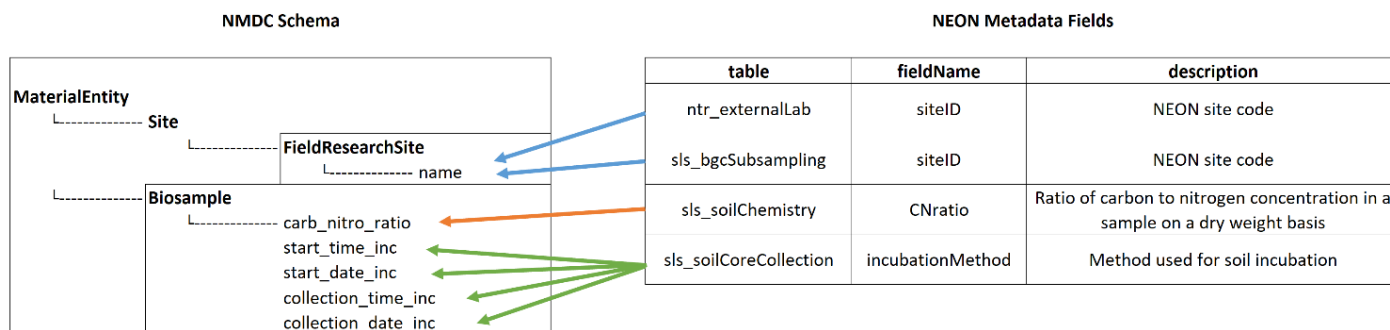 NMDC Schema
NEON Metadata Fields
MaterialEntity
Site
FieldResearchSite
name
Biosample
carb_nitro_ratio
start_time_inc
start_date_inc
collection_time_inc
collection_date_inc
table fieldName description
ntr_externalLab siteID NEON site code
sls_bgcSubsampling siteID NEON site code
sls_soilChemistry CNratio Ratio of carbon to nitrogen concentration in a
sample on a dry weight basis
sls_soilCoreCollection incubationMethod Method used for soil incubation